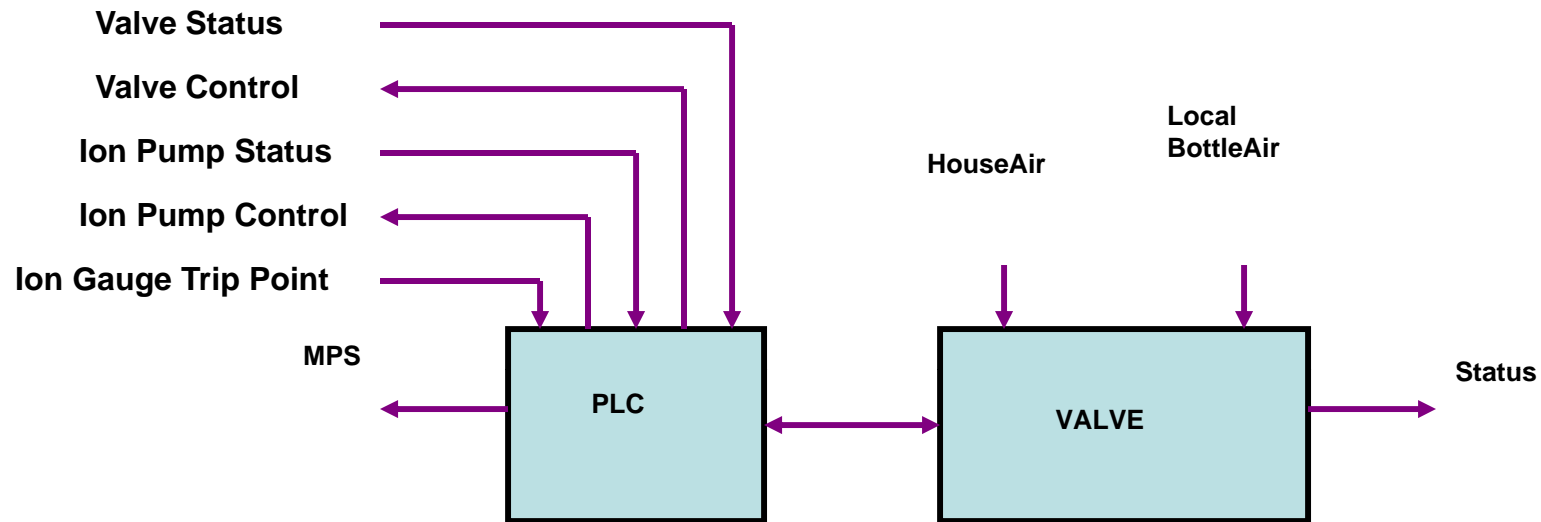 Valve Status
Valve Control
Ion Pump Status
Ion Pump Control
Ion Gauge Trip Point
MPS
PLC
HouseAir
Local
BottleAir
VALVE
Status